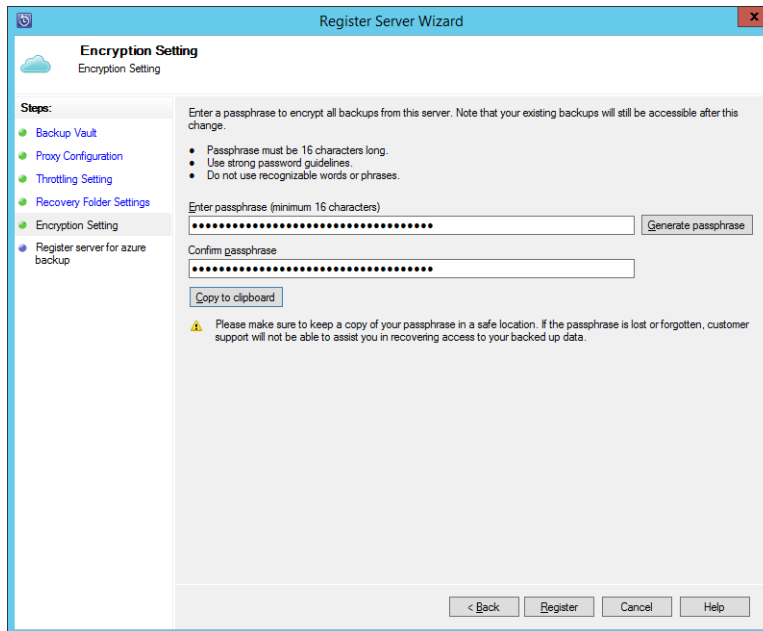 Register Server Wizard
x
Encryption Setting
Encryption Setting
Steps:
Backup Vault
Proxy Configuration
Throttling Setting
Recovery Folder Settings
Encryption Setting
Register server for azure
backup
Enter a passphrase to encrypt all backups from this server. Note that your existing backups will still be accessible after this
change.
• Passphrase must be 16 characters long.
• Use strong password guidelines.
• Do not use recognizable words or phrases.
Enter passphrase (minimum 16 characters)
Generate passphrase
Confirm passphrase
Copy to clipboard
Please make sure to keep a copy of your passphrase in a safe location. If the passphrase is lost or forgotten, customer
support will not be able to assist you in recovering access to your backed up data.
< Back
Register
Cancel
Help